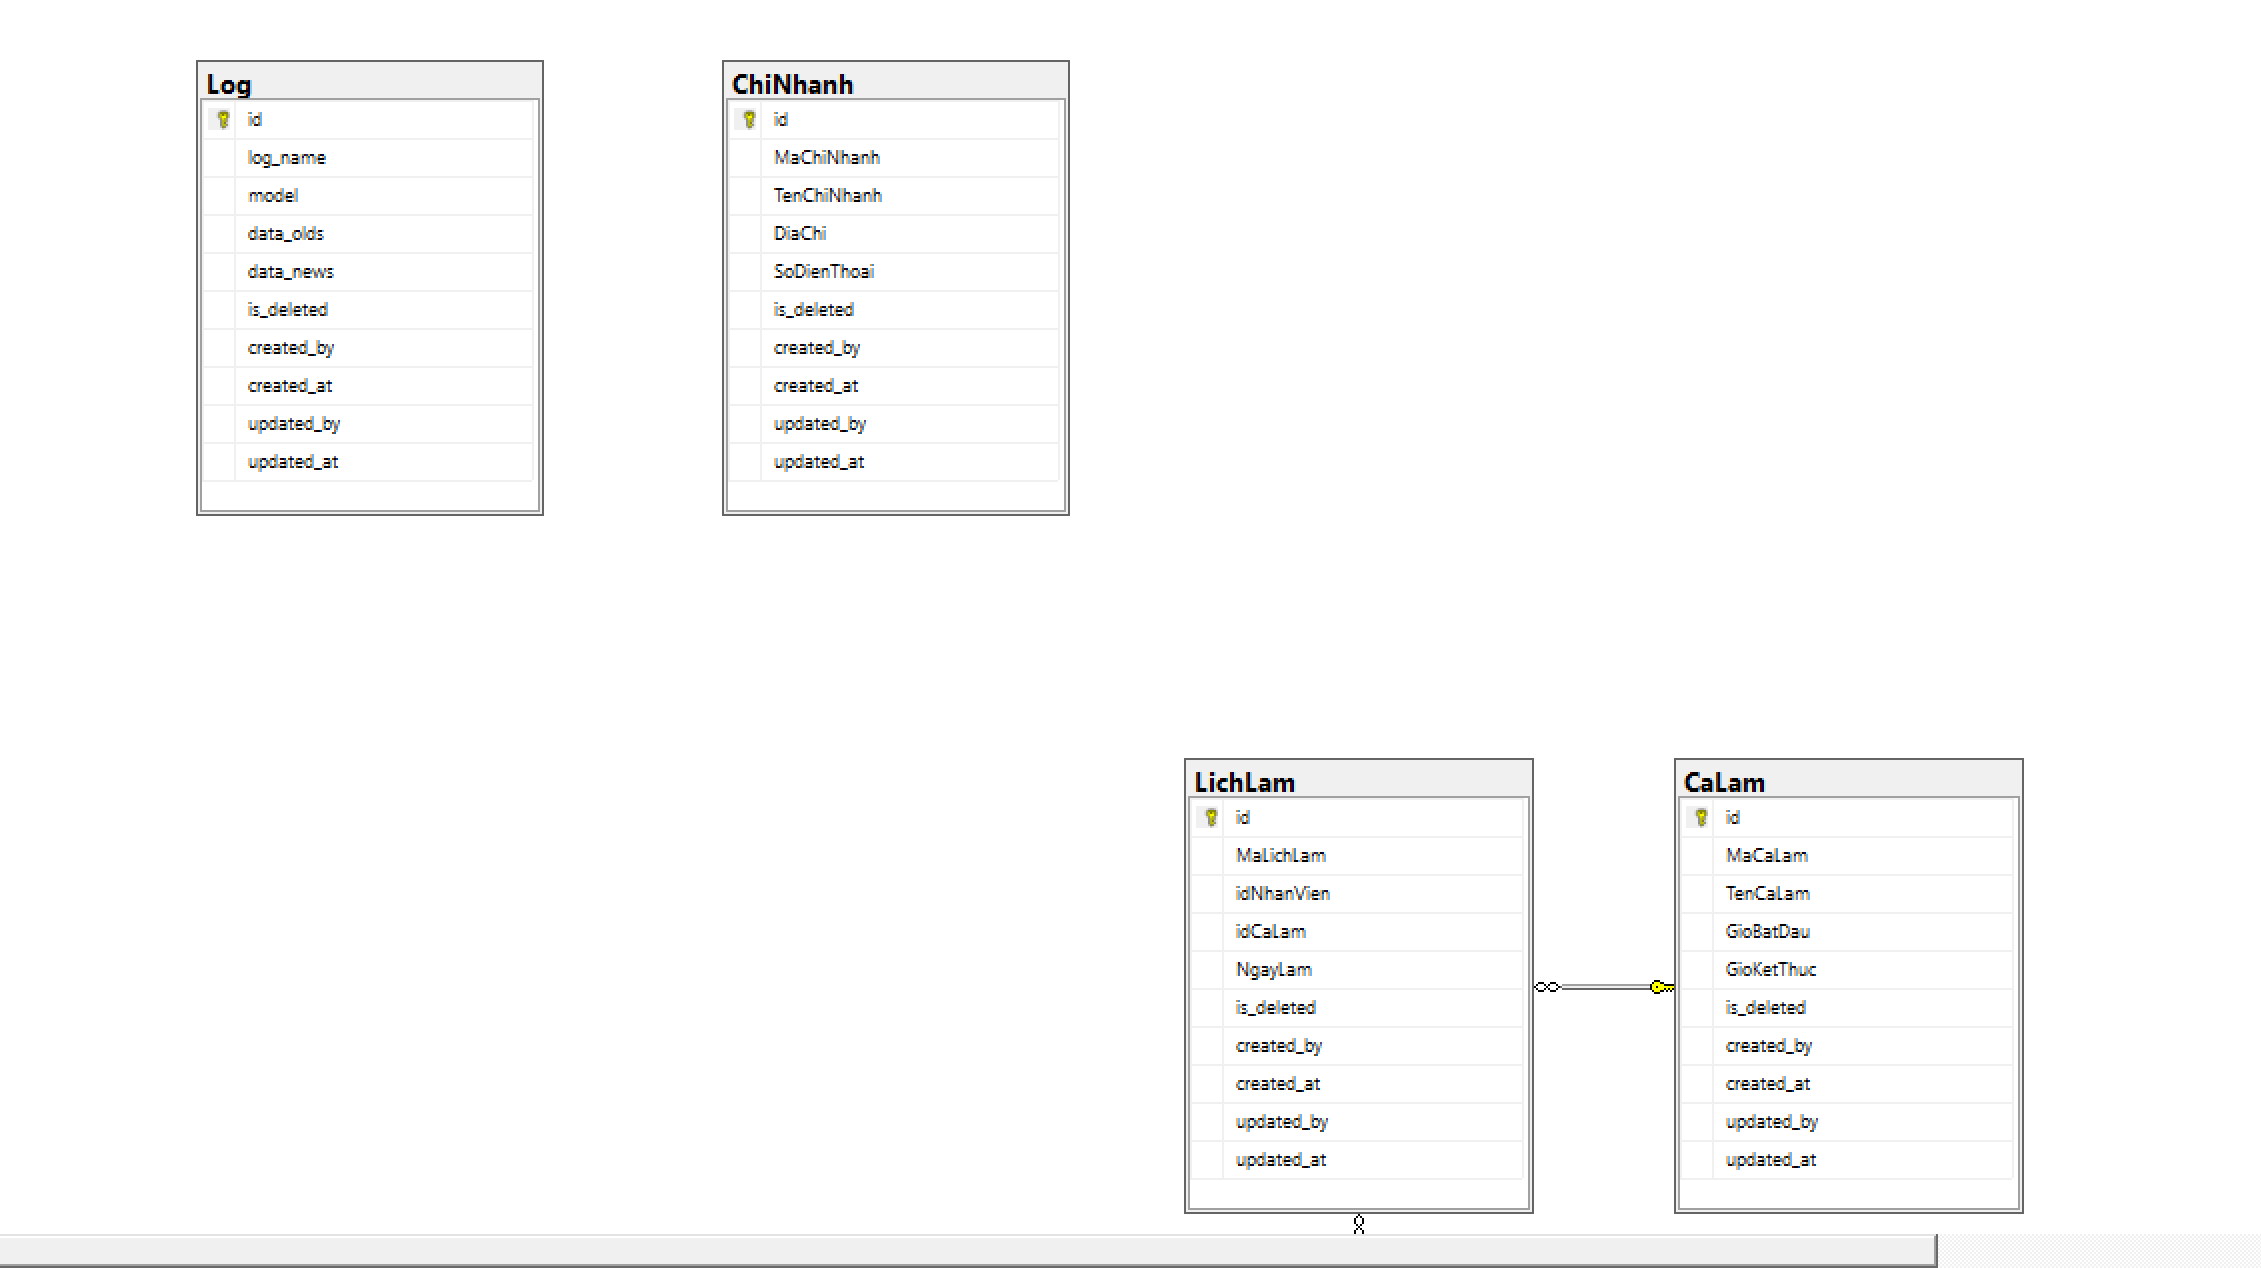 Log
id
log_name
model
data_olds
data_news
is_deleted
created_by
created_at
updated_by
updated_at
ChiNhanh
id
MaChiNhanh
TenChiNhanh
DiaChi
SoDienThoai
is_deleted
created_by
created_at
updated_by
updated_at
LichLam
id
MaLichLam
idNhanVien
idCaLam
NgayLam
is_deleted
created_by
created_at
updated_by
updated_at
CaLam
id
MaCaLam
TenCaLam
GioBatDau
GioKetThuc
is_deleted
created_by
created_at
updated_by
updated_at